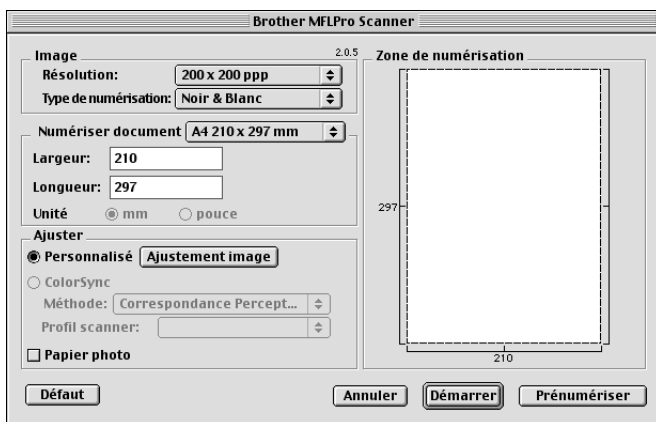 Brother MFLPro Scanner
Image 2.0.5
Résolution: 200 x 200 ppp
Type de numérisation: Noir & Blanc
Numériser document A4 210 x 297 mm
Largeur: 210
Longueur: 297
Unité mm pouce
Ajuster
Personnalisé Ajustement image
ColorSync
Méthode: Correspondance Percept...
Profil scanner:
Papier photo
Zone de numérisation
297
210
Défaut Annuler Démarrer Prénumériser